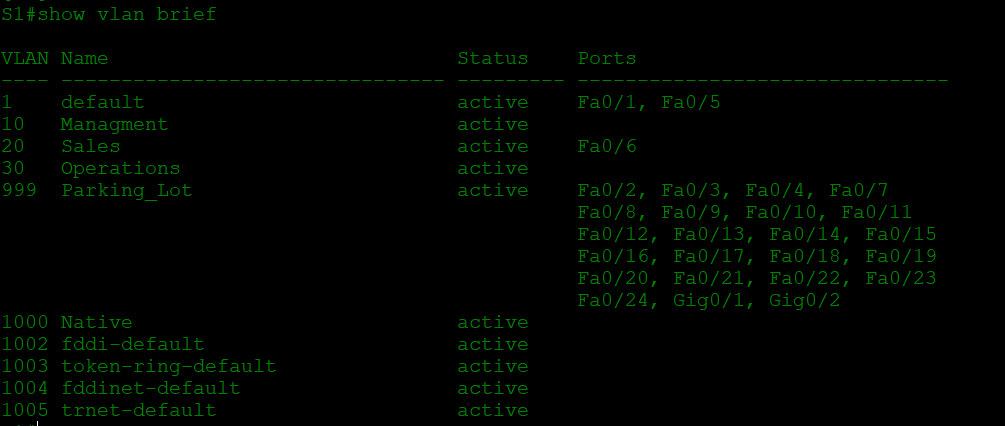 S1#show vlan brief
VLAN Name Status Ports
---- -------------------------------- --------- -------------------------------
1 default active Fa0/1, Fa0/5
10 Managment active
20 Sales active Fa0/6
30 Operations active
999 Parking_Lot active Fa0/2, Fa0/3, Fa0/4, Fa0/7
Fa0/8, Fa0/9, Fa0/10, Fa0/11
Fa0/12, Fa0/13, Fa0/14, Fa0/15
Fa0/16, Fa0/17, Fa0/18, Fa0/19
Fa0/20, Fa0/21, Fa0/22, Fa0/23
Fa0/24, Gig0/1, Gig0/2
1000 Native active
1002 fddi-default active
1003 token-ring-default active
1004 fddinet-default active
1005 trnet-default active